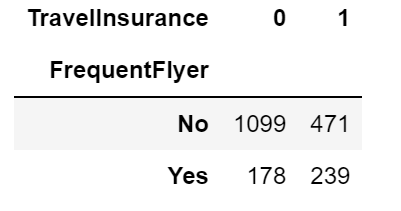 TravelInsurance 0 1
FrequentFlyer
No 1099 471
Yes 178 239